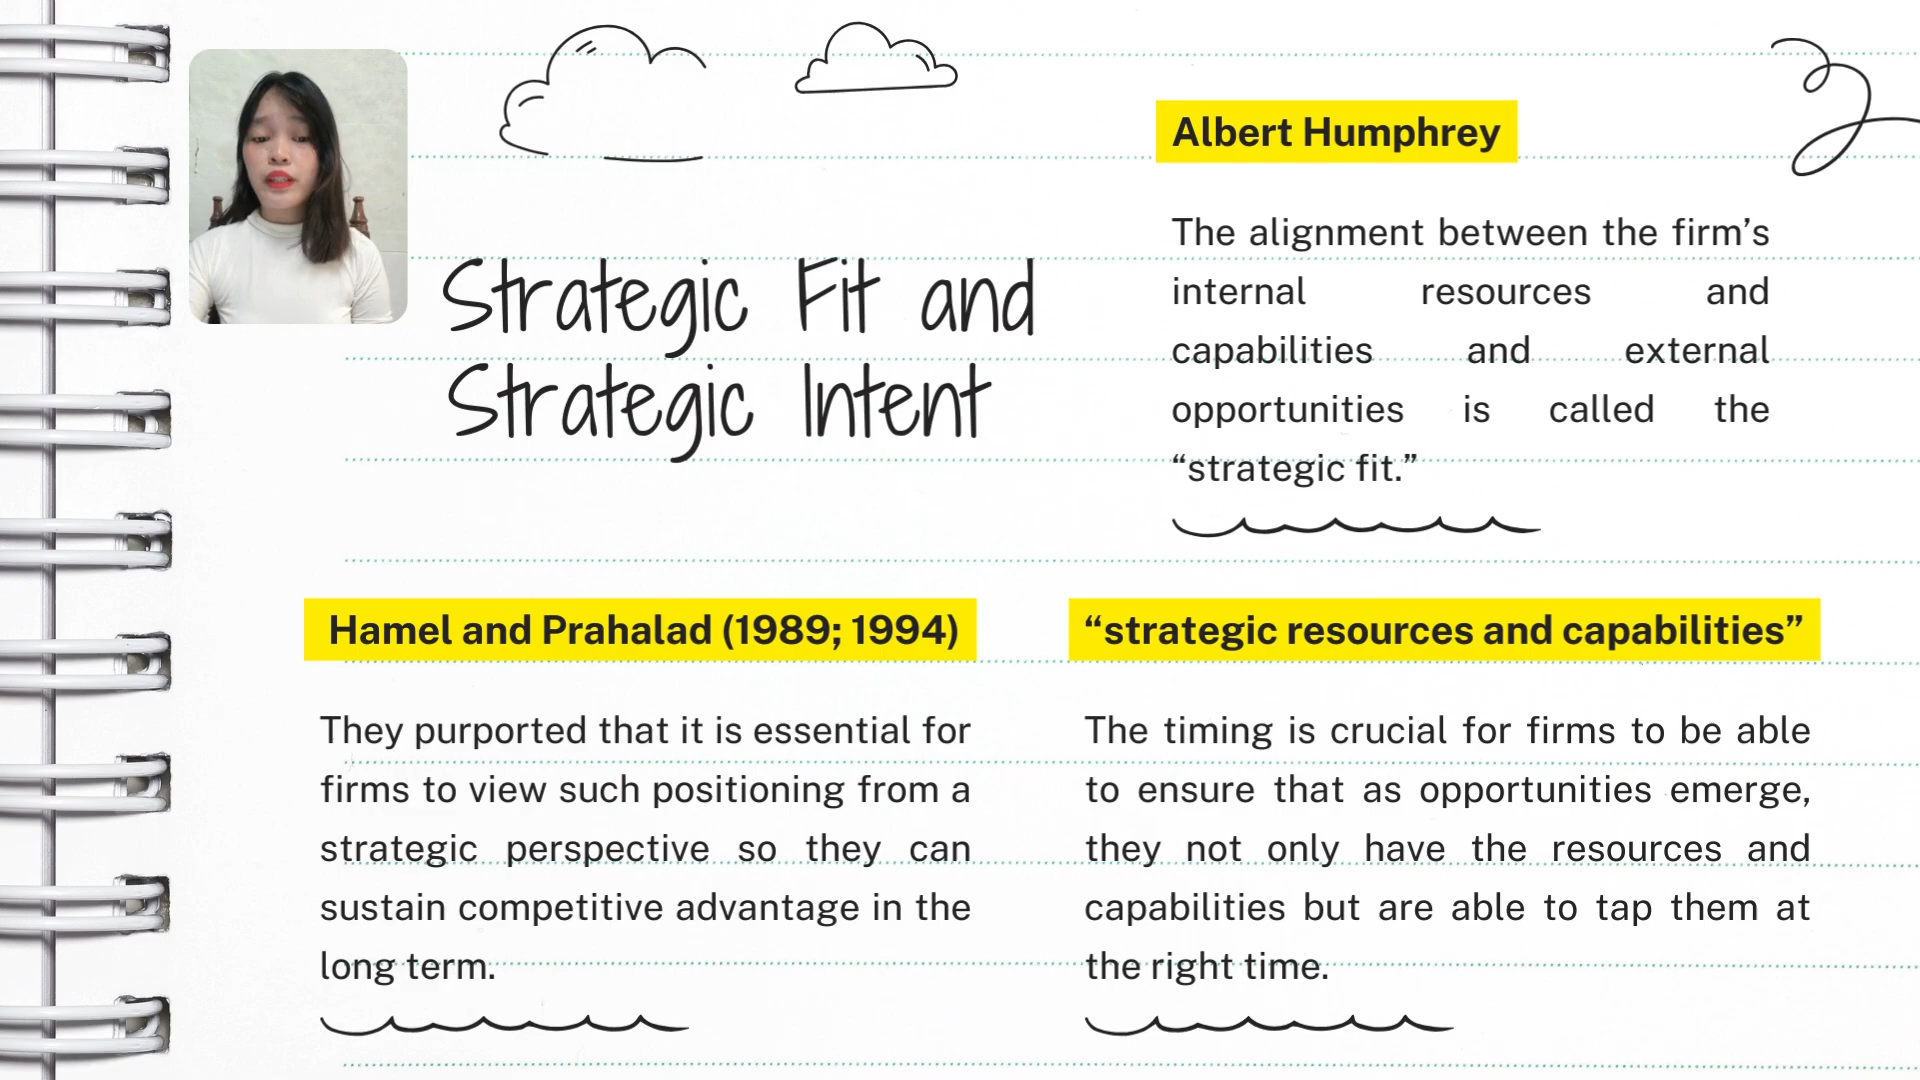 Strategic Fit and
Strategic Intent
Albert Humphrey
The alignment between the firm’s
internal resources and
capabilities and external
opportunities is called the
“strategic fit.”
Hamel and Prahalad (1989; 1994)
They purported that it is essential for
firms to view such positioning from a
strategic perspective so they can
sustain competitive advantage in the
long term.
“strategic resources and capabilities”
The timing is crucial for firms to be able
to ensure that as opportunities emerge,
they not only have the resources and
capabilities but are able to tap them at
the right time.